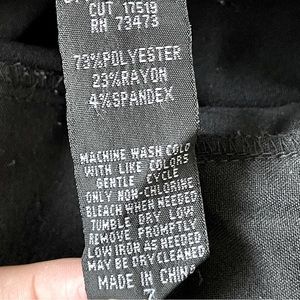 CUT 17519
RN 73473
73%POLYESTER
23%RAYON
4%SPANDEX
MACHINE WASH COLD
WITH LIKE COLORS
GENTLE CYCLE
ONLY NON-CHLORINE
BLEACH WHEN NEEDED
TUMBLE DRY LOW
REMOVE PROMPTLY
LOW IRON AS NEEDED
MAY BE DRYCLEANED
MADE IN CHINA